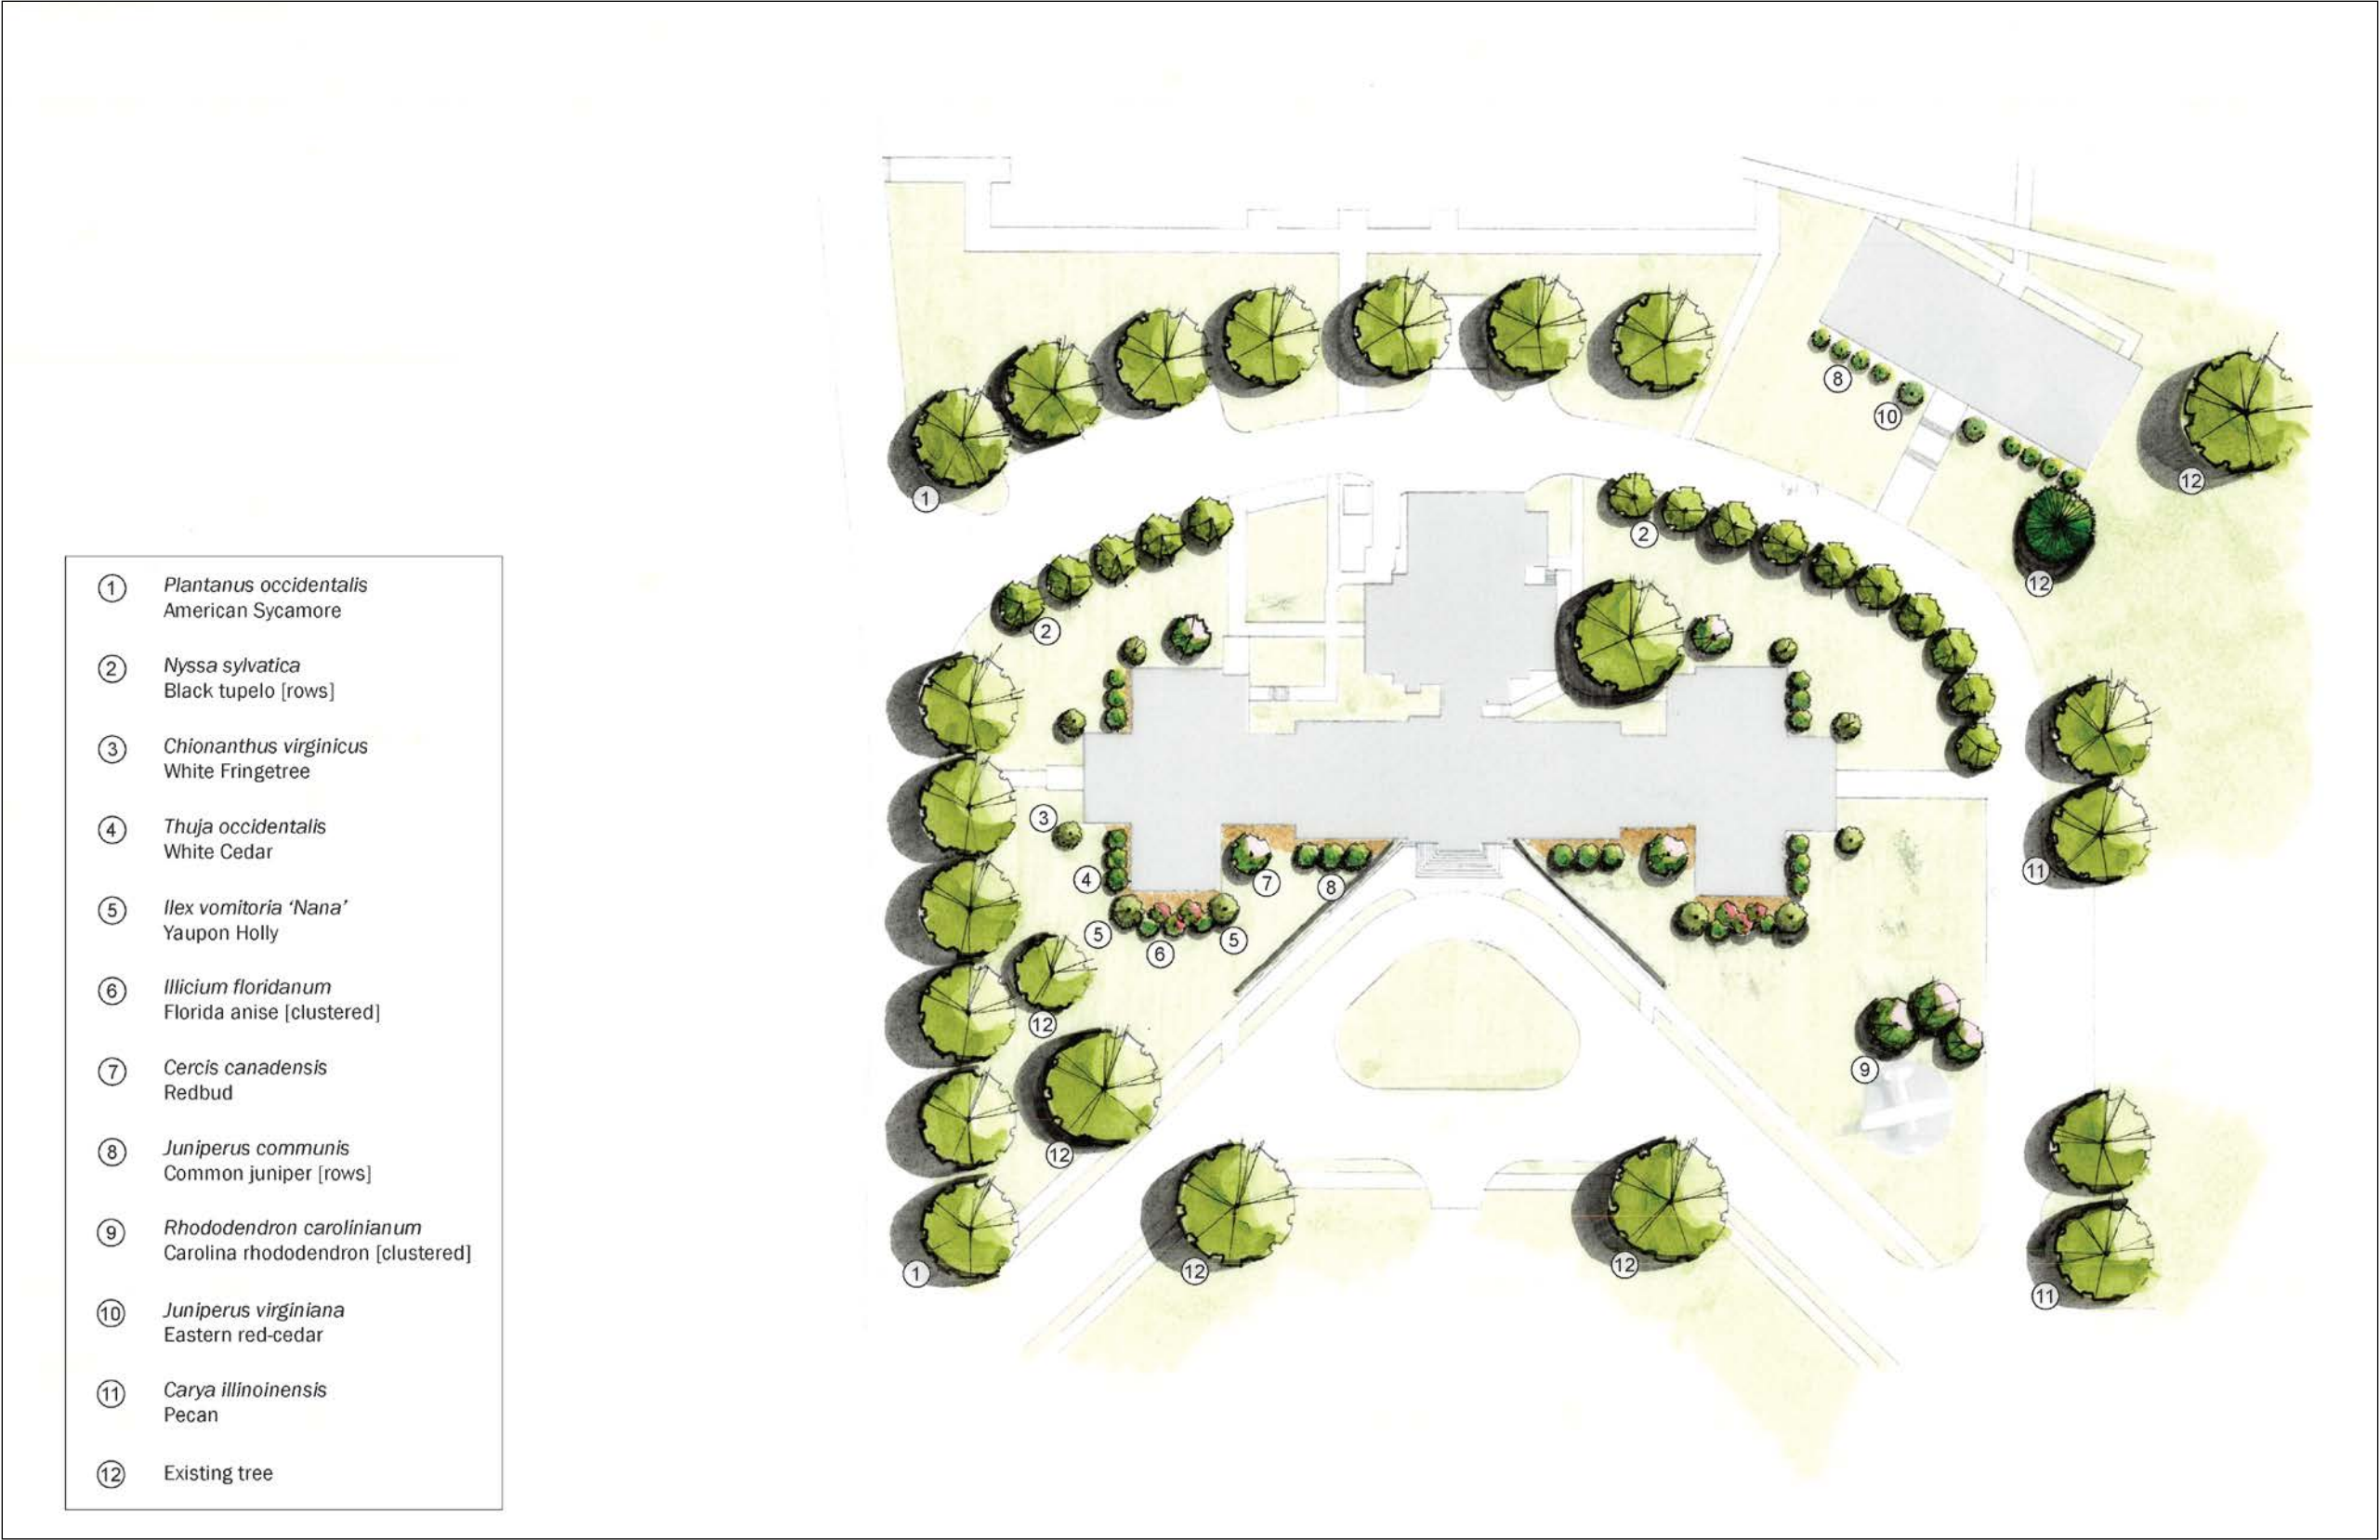 1 Plantanus occidentalis
American Sycamore
2 Nyssa sylvatica
Black tupelo [rows]
3 Chionanthus virginicus
White Fringetree
4 Thuja occidentalis
White Cedar
5 Ilex vomitoria ‘Nana’
Yaupon Holly
6 Illicium floridanum
Florida anise [clustered]
7 Cercis canadensis
Redbud
8 Juniperus communis
Common juniper [rows]
9 Rhododendron carolinianum
Carolina rhododendron [clustered]
10 Juniperus virginiana
Eastern red-cedar
11 Carya illinoinensis
Pecan
12 Existing tree
8
10
12
1
2
12
2
3
11
4
7
8
5
5
6
12
9
12
12
12
1
11